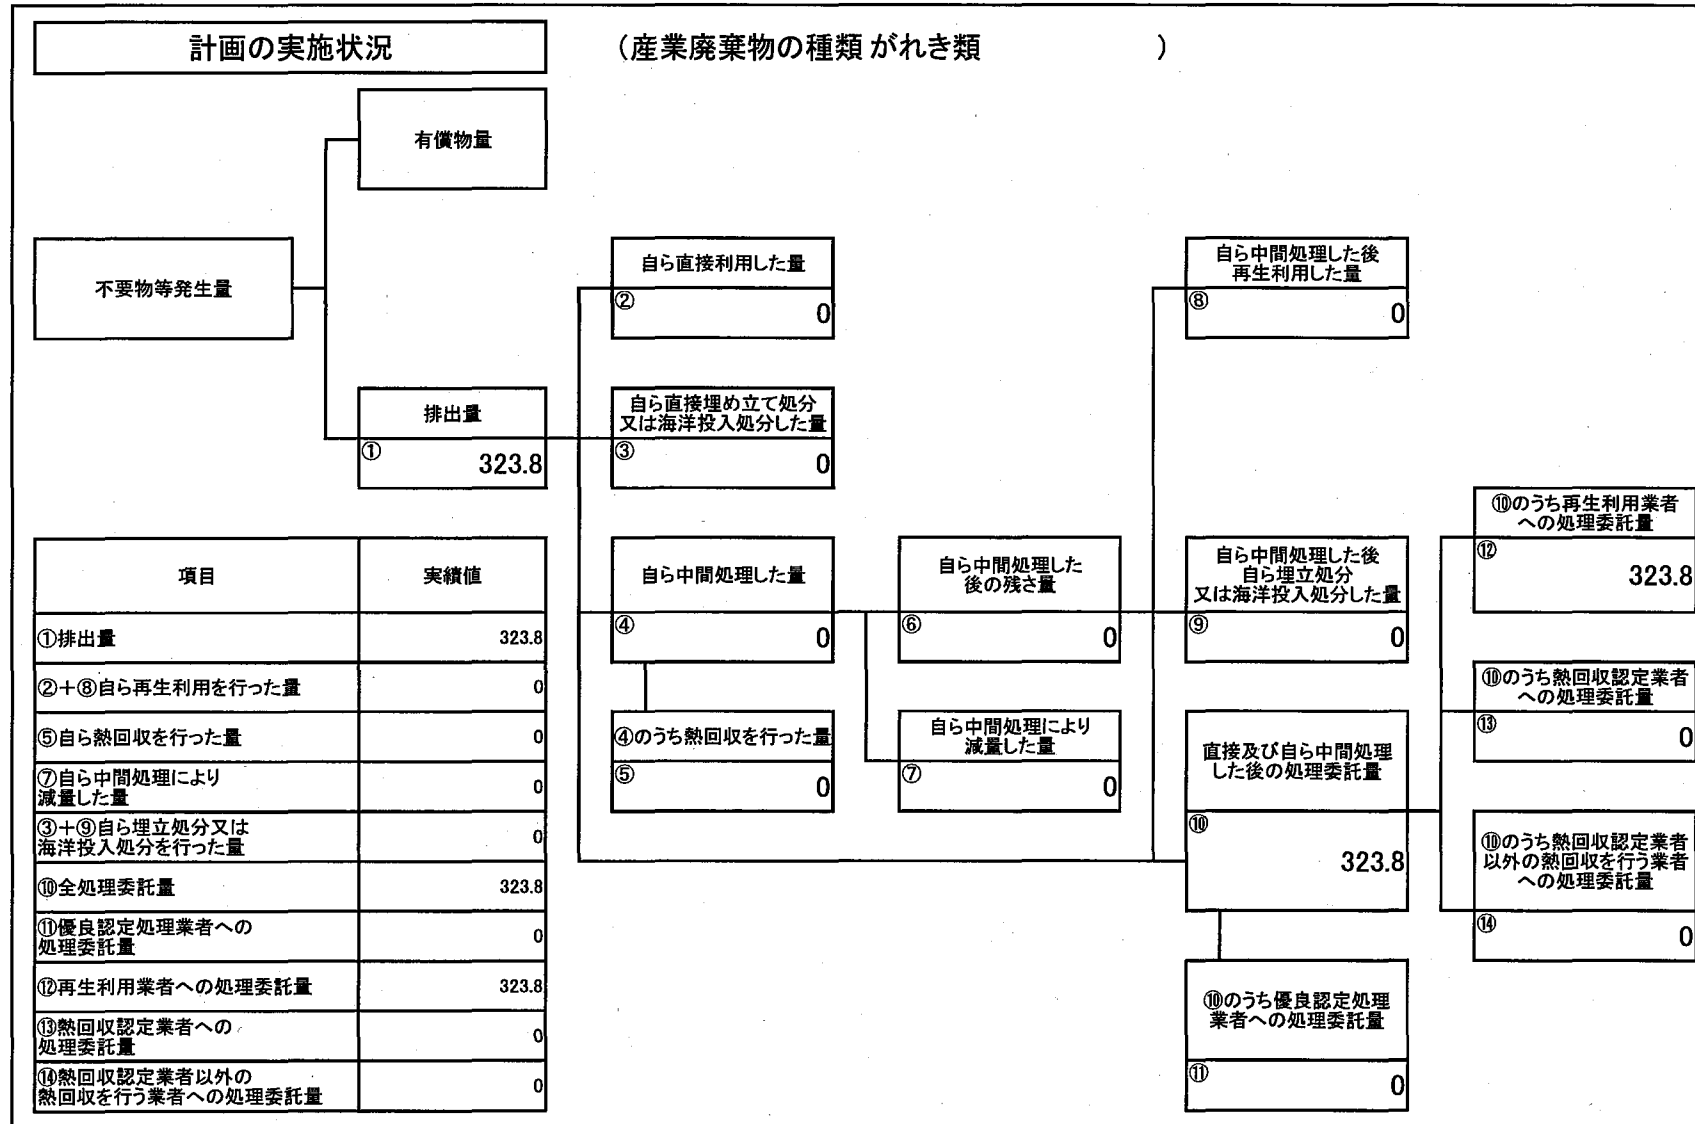 計画の実施状況
（産業廃棄物の種類 がれき類 ）
有償物量
不要物等発生量
自ら直接利用した量
② 0
自ら中間処理した後
再生利用した量
⑧ 0
排出量
① 323.8
自ら直接埋め立て処分
又は海洋投入処分した量
③ 0
⑩のうち再生利用業者
への処理委託量
⑫ 323.8
自ら中間処理した量
④ 0
自ら中間処理した
後の残さ量
⑥ 0
自ら中間処理した後
自ら埋立処分
又は海洋投入処分した量
⑨ 0
⑩のうち熱回収認定業者
への処理委託量
⑬ 0
④のうち熱回収を行った量
⑤ 0
自ら中間処理により
減量した量
⑦ 0
直接及び自ら中間処理
した後の処理委託量
⑩ 323.8
⑩のうち熱回収認定業者
以外の熱回収を行う業者
への処理委託量
⑭ 0
⑩のうち優良認定処理
業者への処理委託量
⑪ 0
項目 実績値
①排出量 323.8
②＋⑧自ら再生利用を行った量 0
⑤自ら熱回収を行った量 0
⑦自ら中間処理により
減量した量 0
③＋⑨自ら埋立処分又は
海洋投入処分を行った量 0
⑩全処理委託量 323.8
⑪優良認定処理業者への
処理委託量 0
⑫再生利用業者への処理委託量 323.8
⑬熱回収認定業者への
処理委託量 0
⑭熱回収認定業者以外の
熱回収を行う業者への処理委託量 0